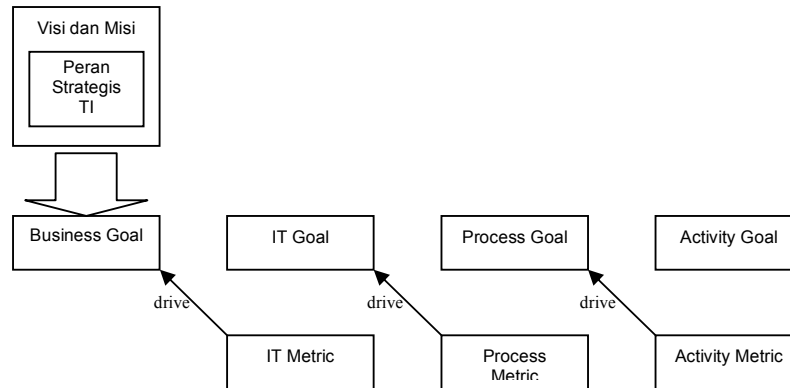 Visi dan Misi
Peran
Strategis
TI
Business Goal
IT Goal
Process Goal
Activity Goal
drive
drive
drive
IT Metric
Process
Metric
Activity Metric